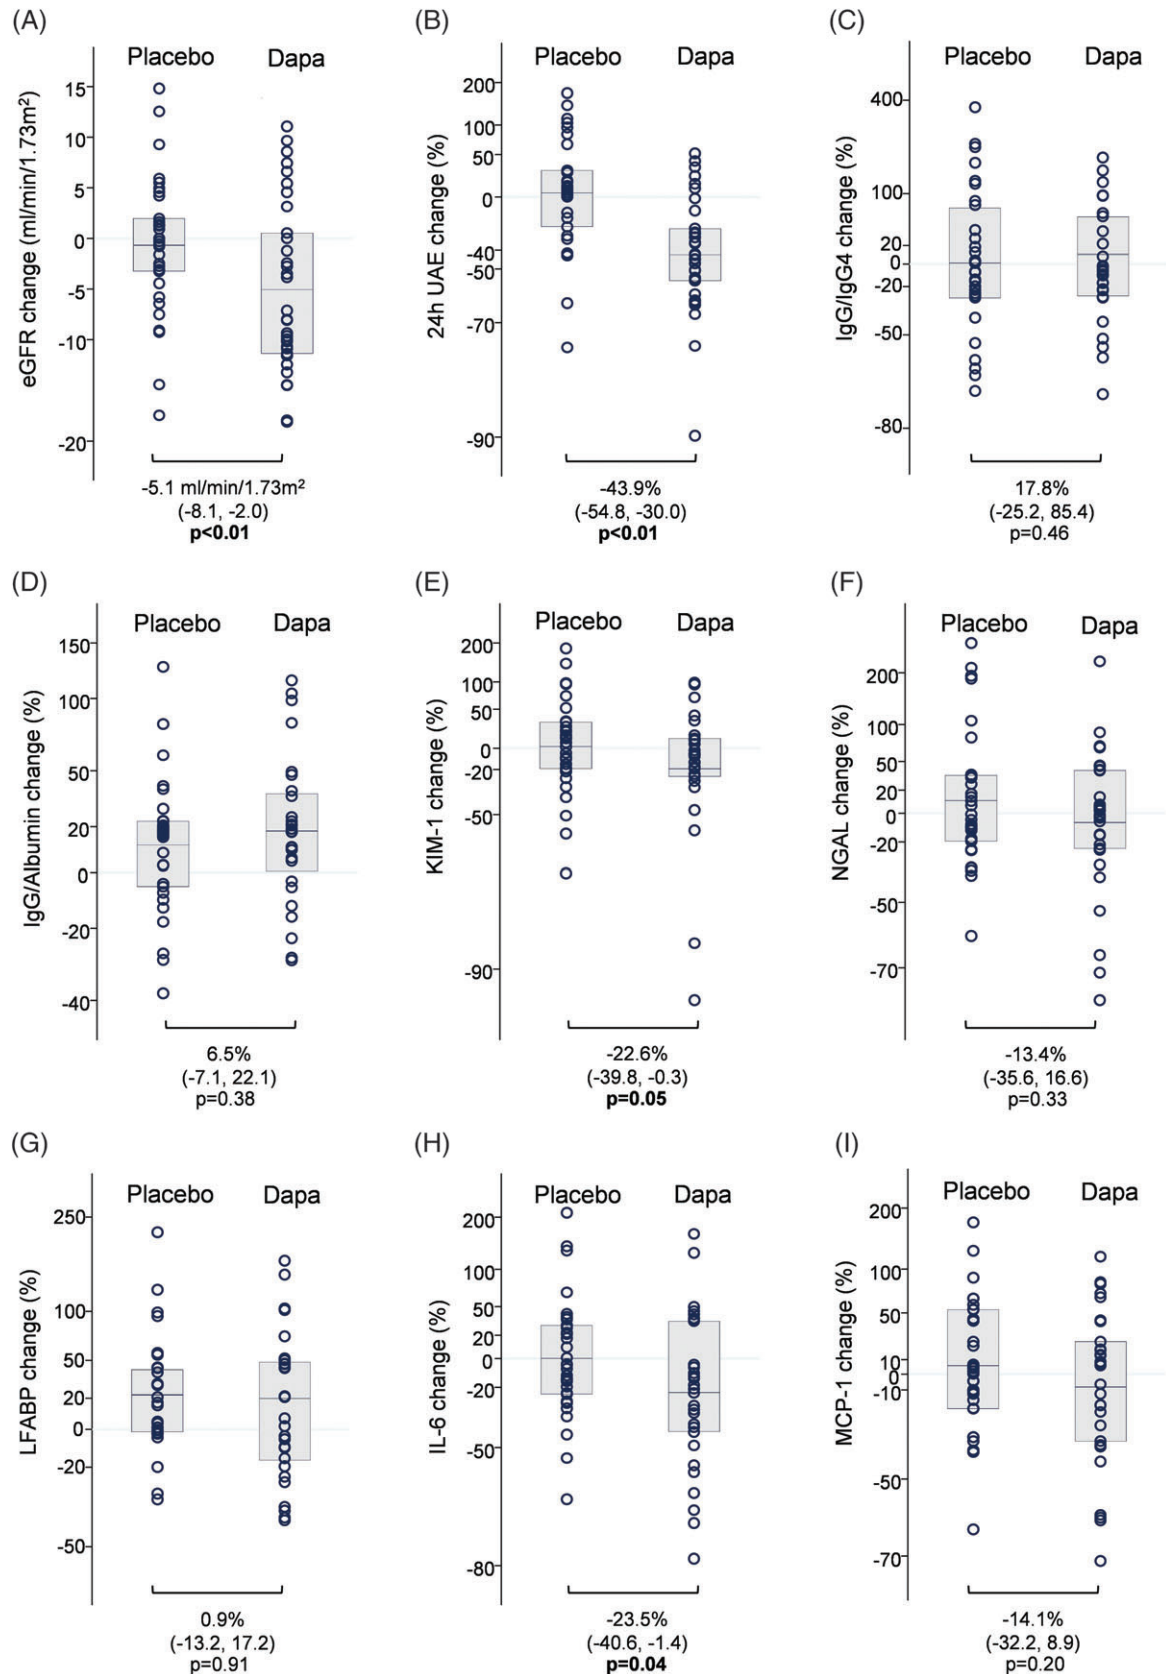 (A)
Placebo Dapa
eGFR change (ml/min/1.73m²)
15
10
5
0
-5
-10
-20
-5.1 ml/min/1.73m²
(-8.1, -2.0)
p<0.01
(B)
Placebo Dapa
24h UAE change (%)
200
100
50
0
-40
-50
-70
-90
-43.9%
(-54.8, -30.0)
p<0.01
(C)
Placebo Dapa
IgG/IgG4 change (%)
400
100
20
0
-20
-50
-80
17.8%
(-25.2, 85.4)
p=0.46
(D)
Placebo Dapa
IgG/Albumin change (%)
150
100
50
20
0
-20
-40
6.5%
(-7.1, 22.1)
p=0.38
(E)
Placebo Dapa
KIM-1 change (%)
200
100
50
0
-20
-50
-90
-22.6%
(-39.8, -0.3)
p=0.05
(F)
Placebo Dapa
NGAL change (%)
200
100
50
20
0
-20
-50
-70
-13.4%
(-35.6, 16.6)
p=0.33
(G)
Placebo Dapa
LFABP change (%)
250
100
50
20
0
-20
-50
0.9%
(-13.2, 17.2)
p=0.91
(H)
Placebo Dapa
IL-6 change (%)
200
100
50
20
0
-20
-50
-80
-23.5%
(-40.6, -1.4)
p=0.04
(I)
Placebo Dapa
MCP-1 change (%)
200
100
50
10
0
-10
-50
-70
-14.1%
(-32.2, 8.9)
p=0.20